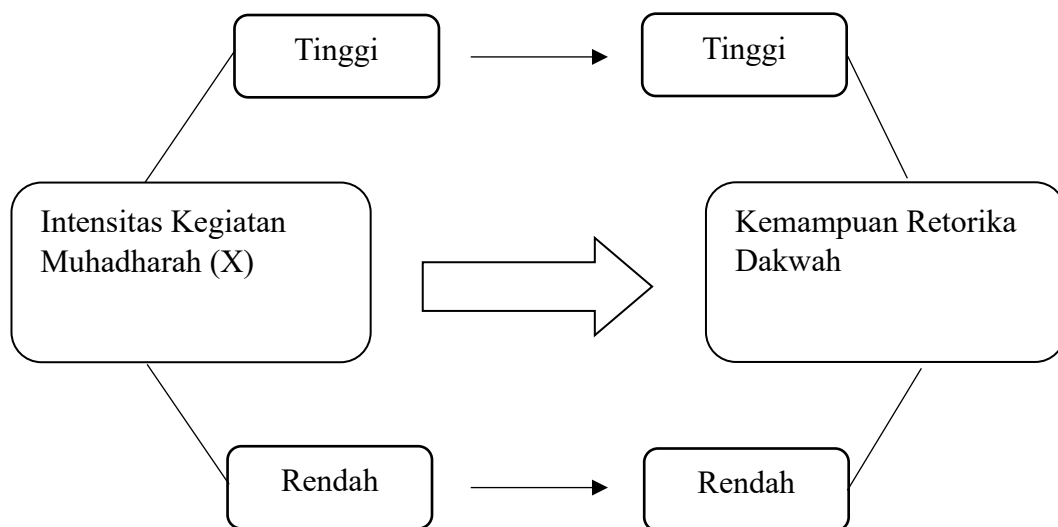 Tinggi
Tinggi
Intensitas Kegiatan
Muhadharah (X)
Kemampuan Retorika
Dakwah
Rendah
Rendah